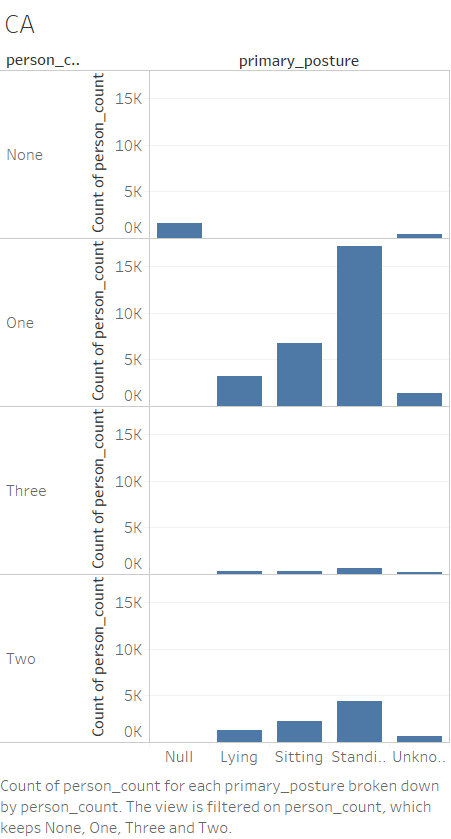 CA
person_c..
primary_posture
None
Count of person_count
15K
10K
5K
0K
One
Count of person_count
15K
10K
5K
0K
Three
Count of person_count
15K
10K
5K
0K
Two
Count of person_count
15K
10K
5K
0K
Null Lying Sitting Standi.. Unkno..
Count of person_count for each primary_posture broken down
by person_count. The view is filtered on person_count, which
keeps None, One, Three and Two.